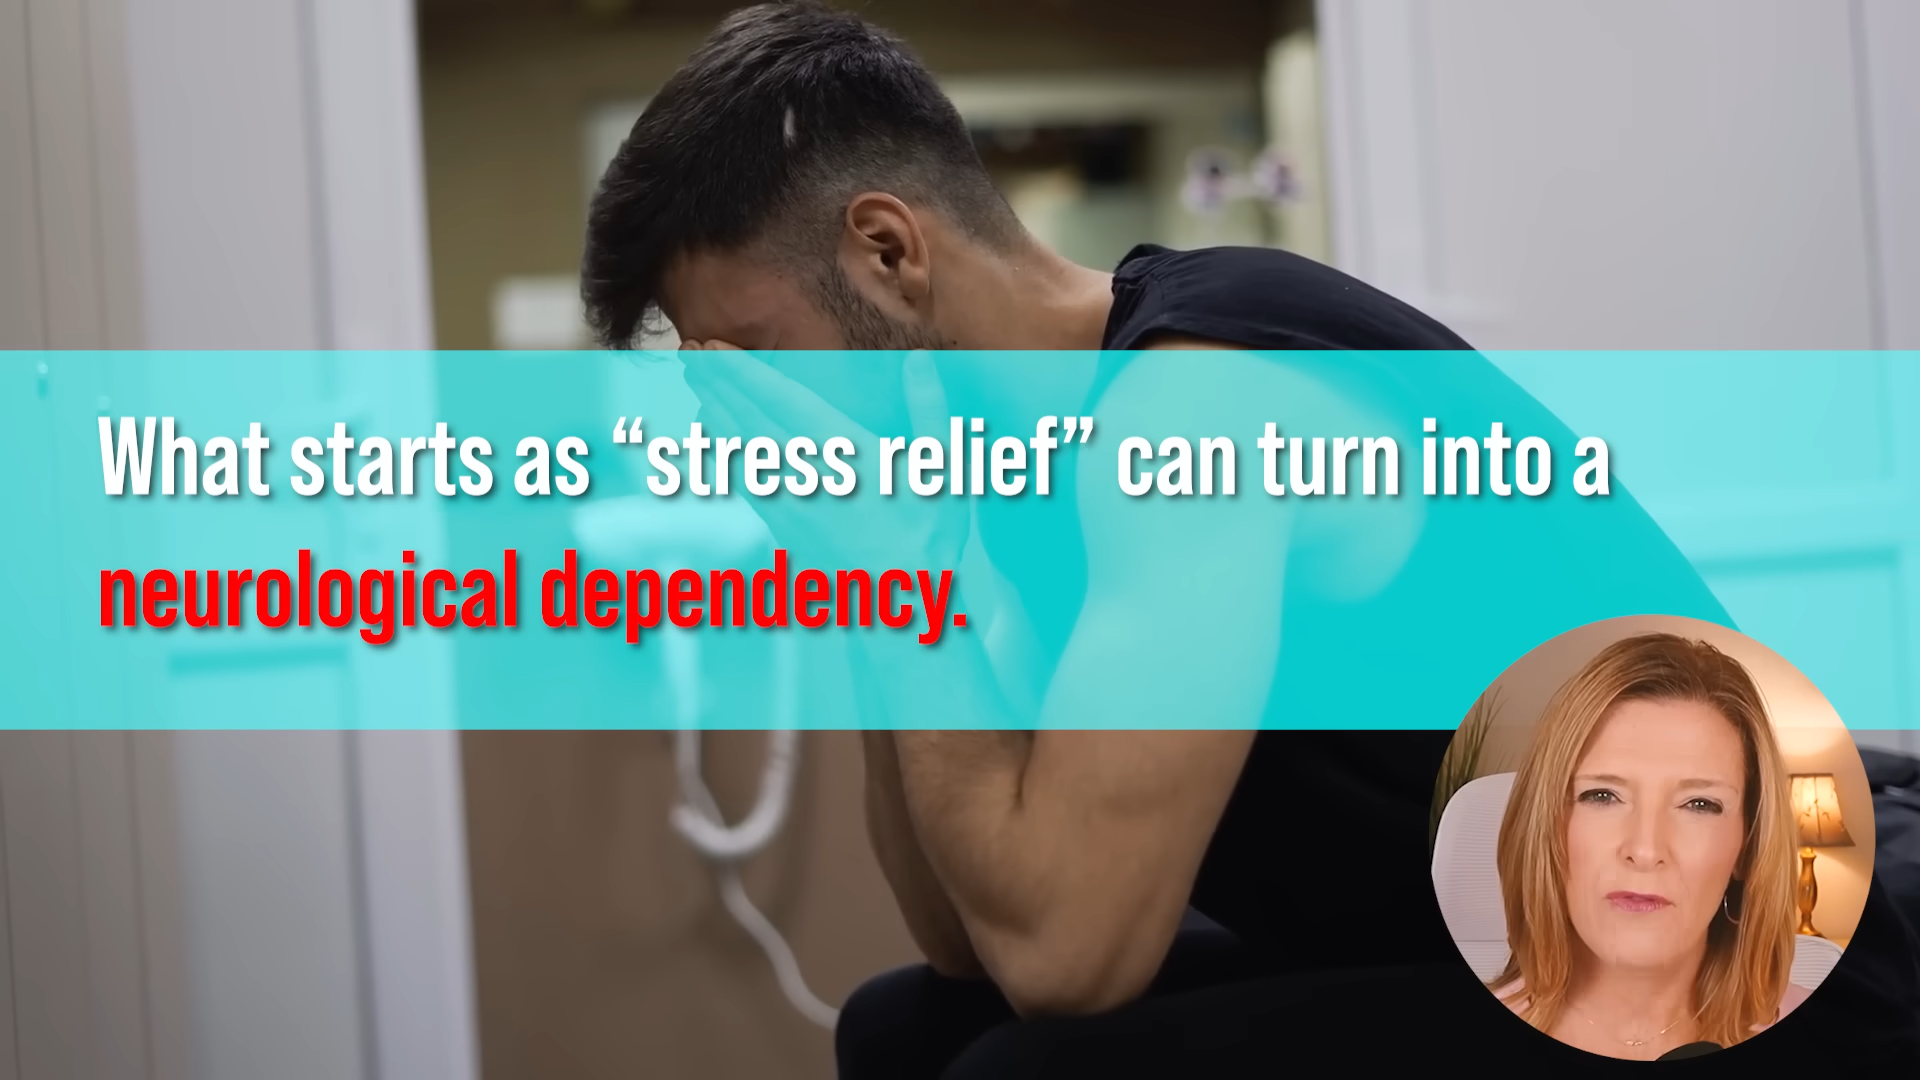 What starts as “stress relief” can turn into a
neurological dependency.